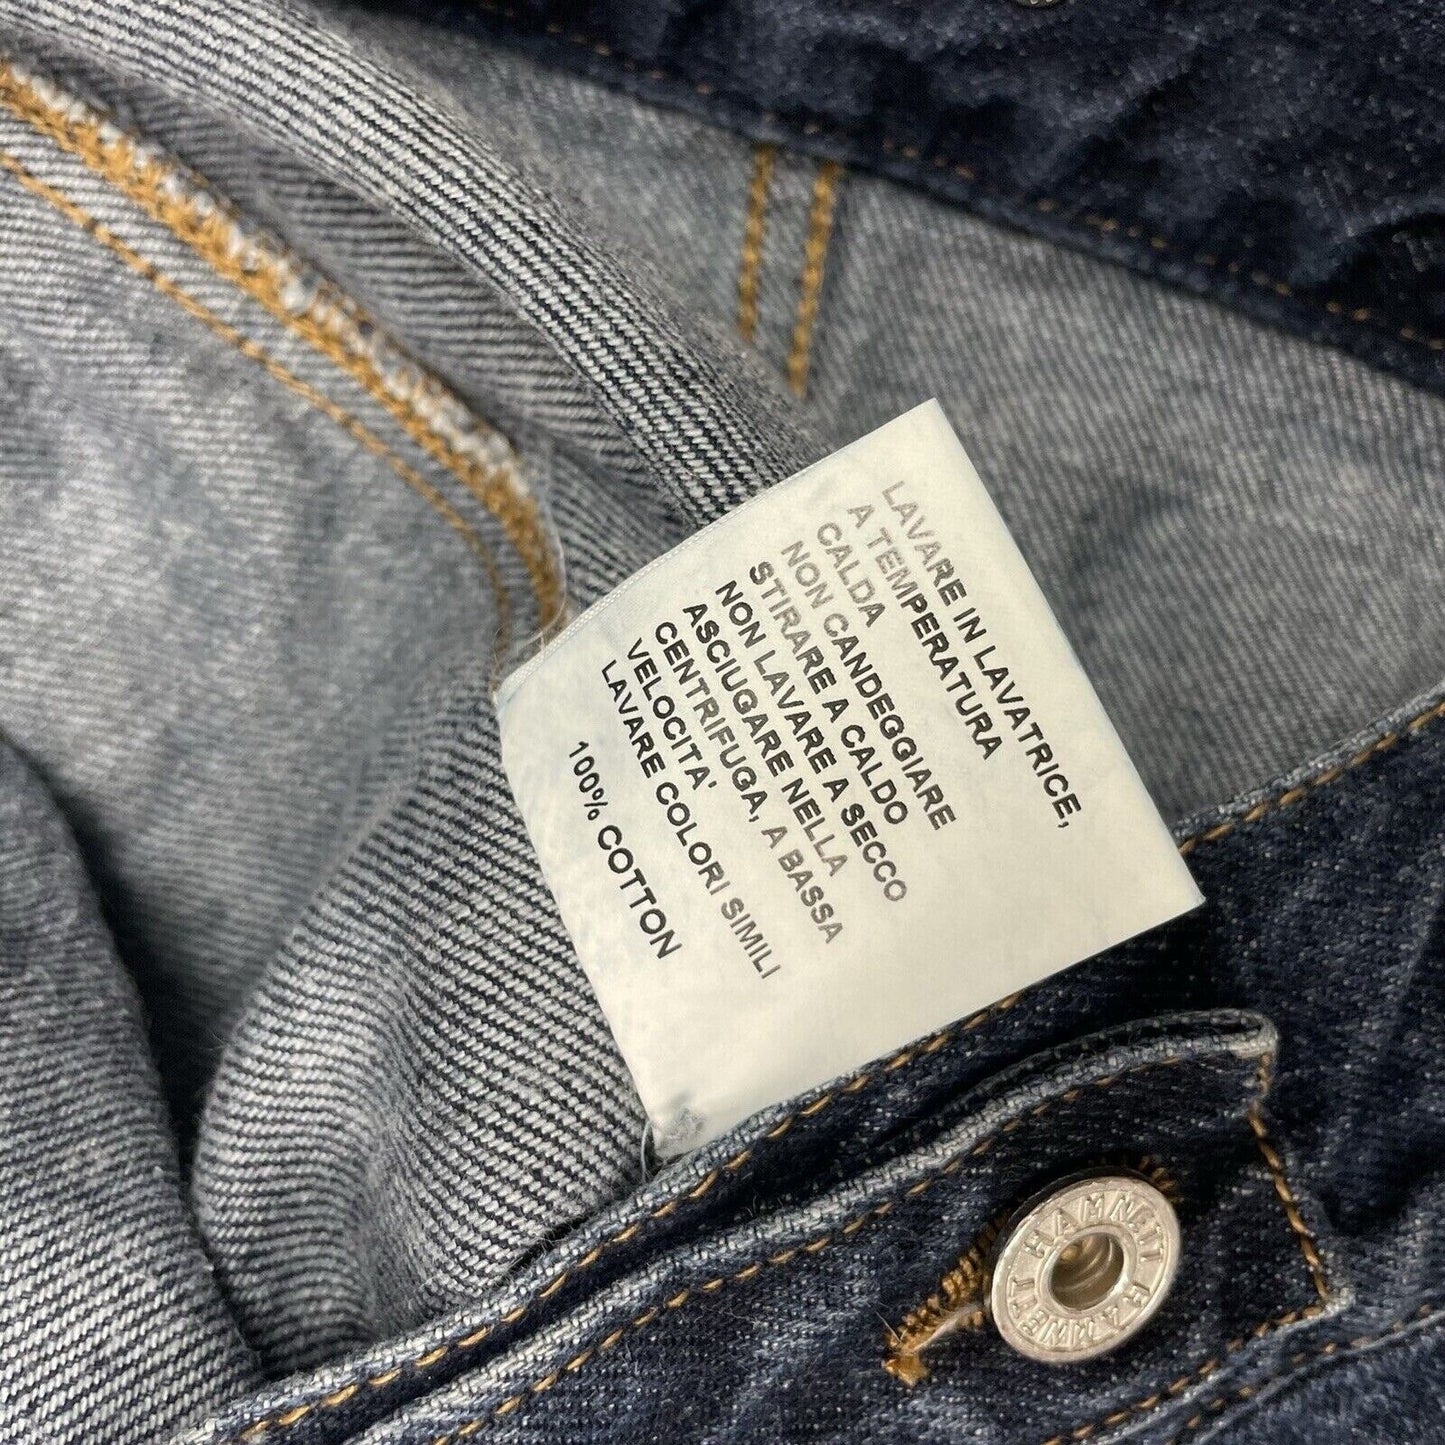 LAVARE IN LAVATRICE,
A TEMPERATURA
CALDA
NON CANDEGGIARE
STIRARE A CALDO
NON LAVARE A SECCO
ASCIUGARE NELLA
CENTRIFUGA, A BASSA
VELOCITA'
LAVARE COLORI SIMILI
100% COTTON
HAMNETT HAMNETT